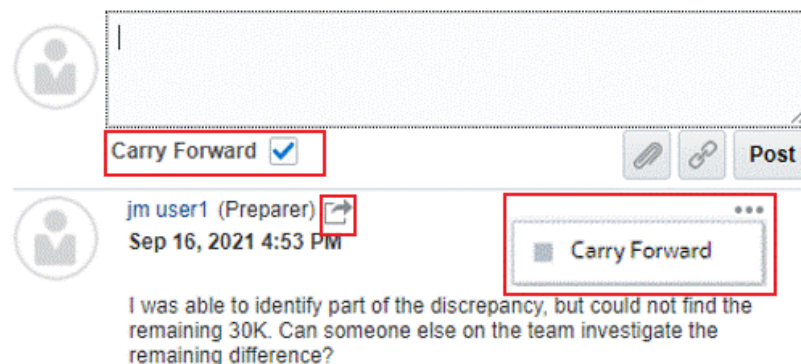 Carry Forward
Post
jm user1 (Preparer)
Sep 16, 2021 4:53 PM
Carry Forward
I was able to identify part of the discrepancy, but could not find the
remaining 30K. Can someone else on the team investigate the
remaining difference?